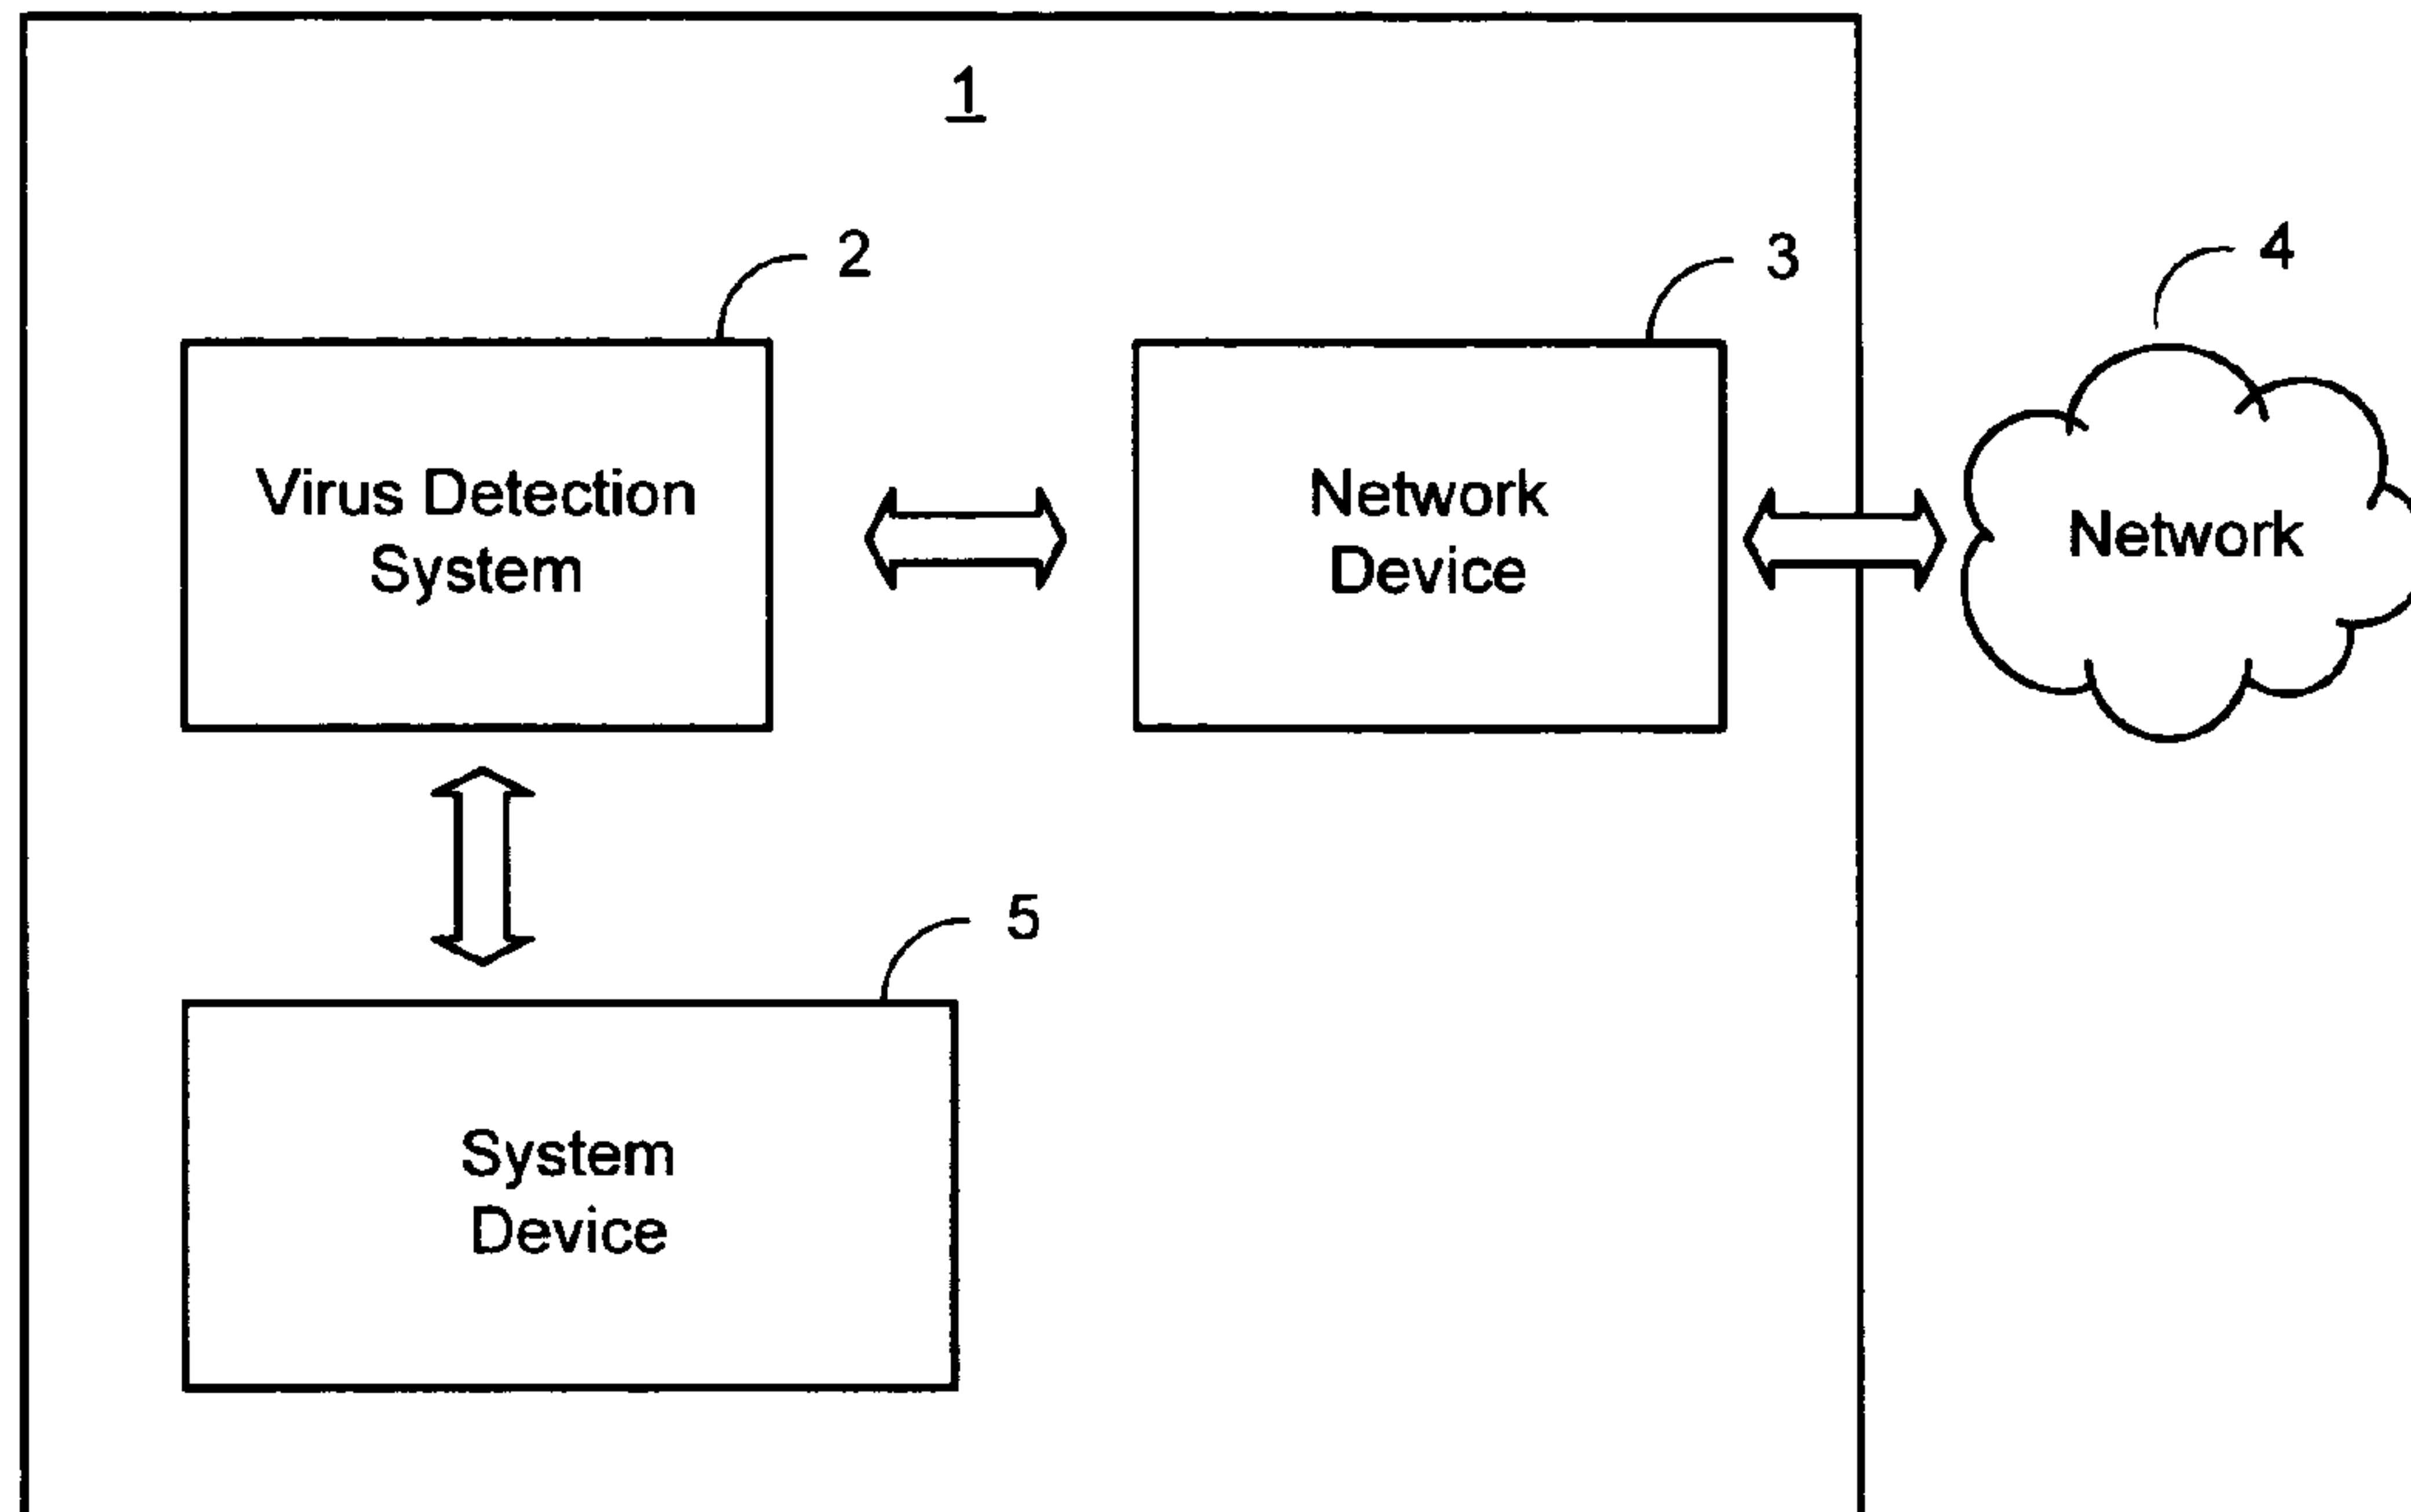 1
2
3
4
Virus Detection
System
Network
Device
Network
5
System
Device